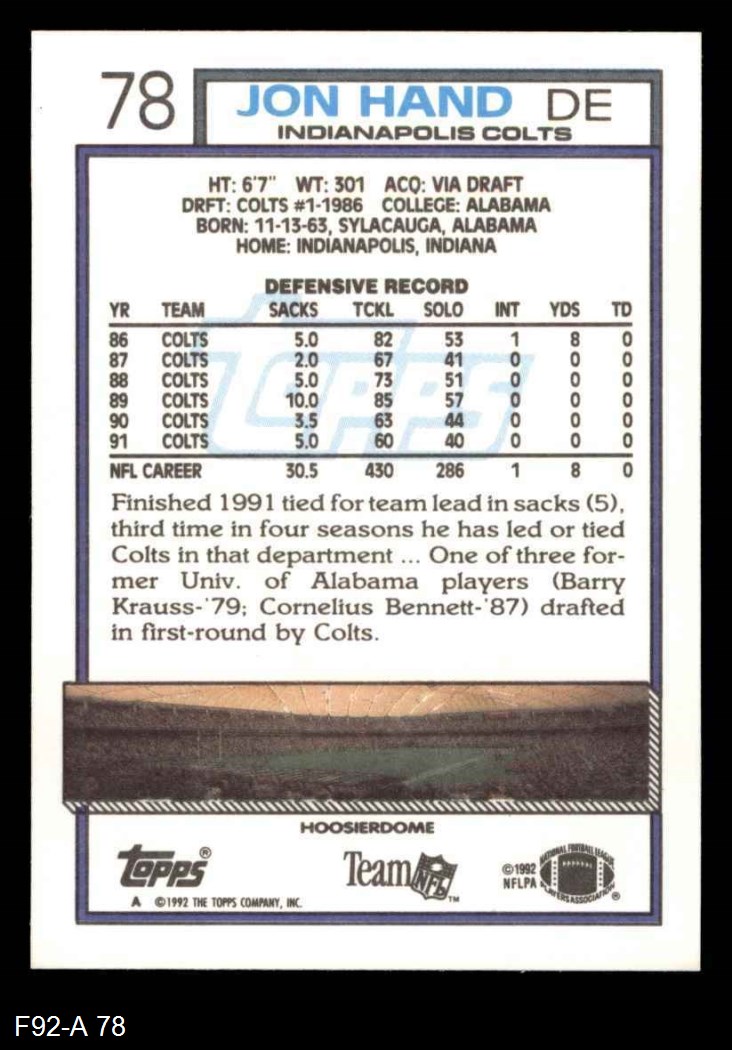 78
JON HAND DE
INDIANAPOLIS COLTS
HT: 6'7" WT: 301 ACQ: VIA DRAFT
DRFT: COLTS #1-1986 COLLEGE: ALABAMA
BORN: 11-13-63, SYLACAUGA, ALABAMA
HOME: INDIANAPOLIS, INDIANA
DEFENSIVE RECORD
YR TEAM SACKS TCKL SOLO INT YDS TD
86 COLTS 5.0 82 53 1 8 0
87 COLTS 2.0 67 41 0 0 0
88 COLTS 5.0 73 51 0 0 0
89 COLTS 10.0 85 57 0 0 0
90 COLTS 3.5 63 44 0 0 0
91 COLTS 5.0 60 40 0 0 0
NFL CAREER 30.5 430 286 1 8 0
topps
Finished 1991 tied for team lead in sacks (5),
third time in four seasons he has led or tied
Colts in that department ... One of three for-
mer Univ. of Alabama players (Barry
Krauss-'79; Cornelius Bennett-'87) drafted
in first-round by Colts.
HOOSIERDOME
topps®
A ©1992 THE TOPPS COMPANY, INC.
Team NFL™
©1992
NFLPA
NATIONAL FOOTBALL LEAGUE
PLAYERS ASSOCIATION ®
F92-A 78